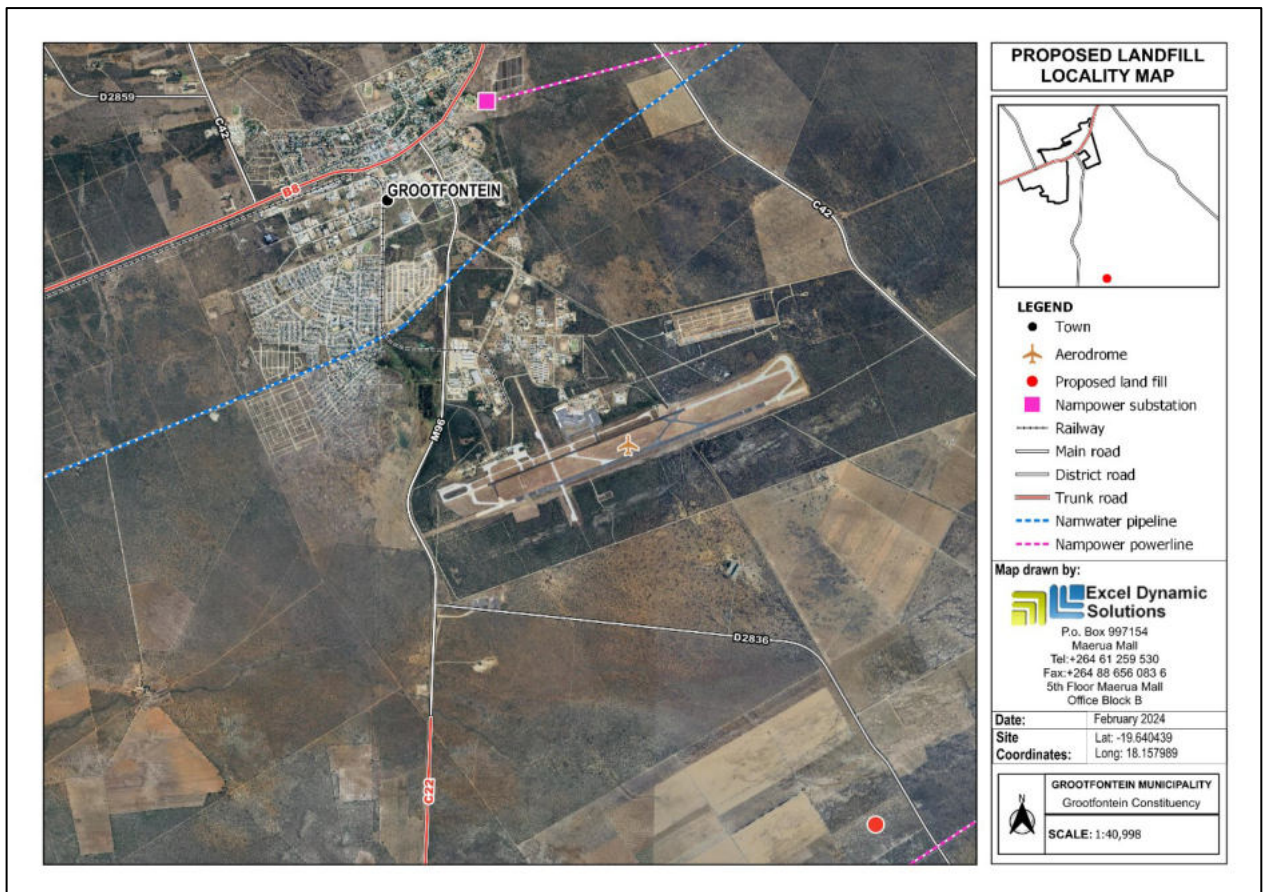 D2859
C42
B8
GROOTFONTEIN
C42
M96
D2836
C22
PROPOSED LANDFILL
LOCALITY MAP
LEGEND
Town
Aerodrome
Proposed land fill
Nampower substation
Railway
Main road
District road
Trunk road
Namwater pipeline
Nampower powerline
Map drawn by:
Excel Dynamic
Solutions
P.o. Box 997154
Maerua Mall
Tel:+264 61 259 530
Fax:+264 88 656 083 6
5th Floor Maerua Mall
Office Block B
Date: February 2024
Site Lat: -19.640439
Coordinates: Long: 18.157989
N
GROOTFONTEIN MUNICIPALITY
Grootfontein Constituency
SCALE: 1:40,998